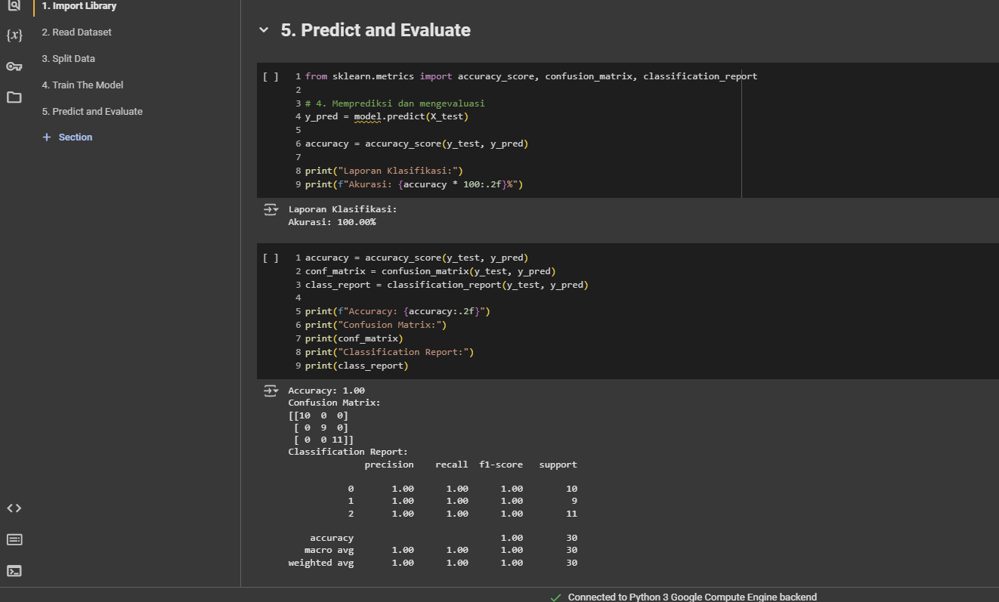 1. Import Library
2. Read Dataset
3. Split Data
4. Train The Model
5. Predict and Evaluate
+ Section
{x}
5. Predict and Evaluate
[ ]
1 from sklearn.metrics import accuracy_score, confusion_matrix, classification_report
2
3 # 4. Memprediksi dan mengevaluasi
4 y_pred = model.predict(X_test)
5
6 accuracy = accuracy_score(y_test, y_pred)
7
8 print("Laporan Klasifikasi:")
9 print(f"Akurasi: {accuracy * 100:.2f}%")
Laporan Klasifikasi:
Akurasi: 100.00%
[ ]
1 accuracy = accuracy_score(y_test, y_pred)
2 conf_matrix = confusion_matrix(y_test, y_pred)
3 class_report = classification_report(y_test, y_pred)
4
5 print(f"Accuracy: {accuracy:.2f}")
6 print("Confusion Matrix:")
7 print(conf_matrix)
8 print("Classification Report:")
9 print(class_report)
Accuracy: 1.00
Confusion Matrix:
[[10  0  0]
 [ 0  9  0]
 [ 0  0 11]]
Classification Report:
              precision    recall  f1-score   support
           0       1.00      1.00      1.00        10
           1       1.00      1.00      1.00         9
           2       1.00      1.00      1.00        11
    accuracy                           1.00        30
   macro avg       1.00      1.00      1.00        30
weighted avg       1.00      1.00      1.00        30
Connected to Python 3 Google Compute Engine backend